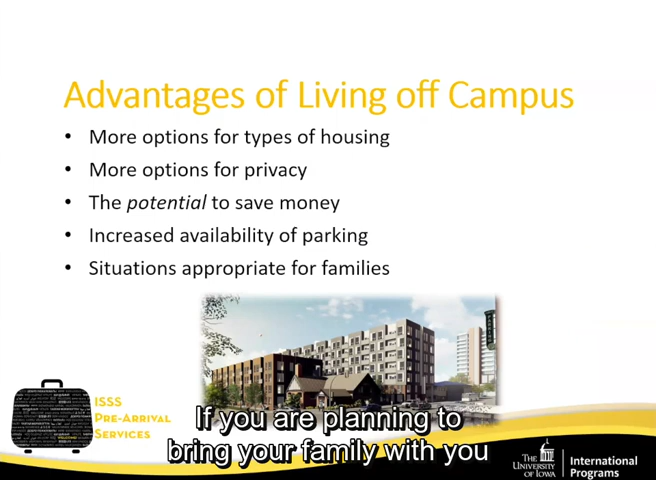 Advantages of Living off Campus
• More options for types of housing
• More options for privacy
• The potential to save money
• Increased availability of parking
• Situations appropriate for families
ISSS
PRE-ARRIVAL
SERVICES
If you are planning to
bring your family with you
THE
UNIVERSITY
OF IOWA
International
Programs